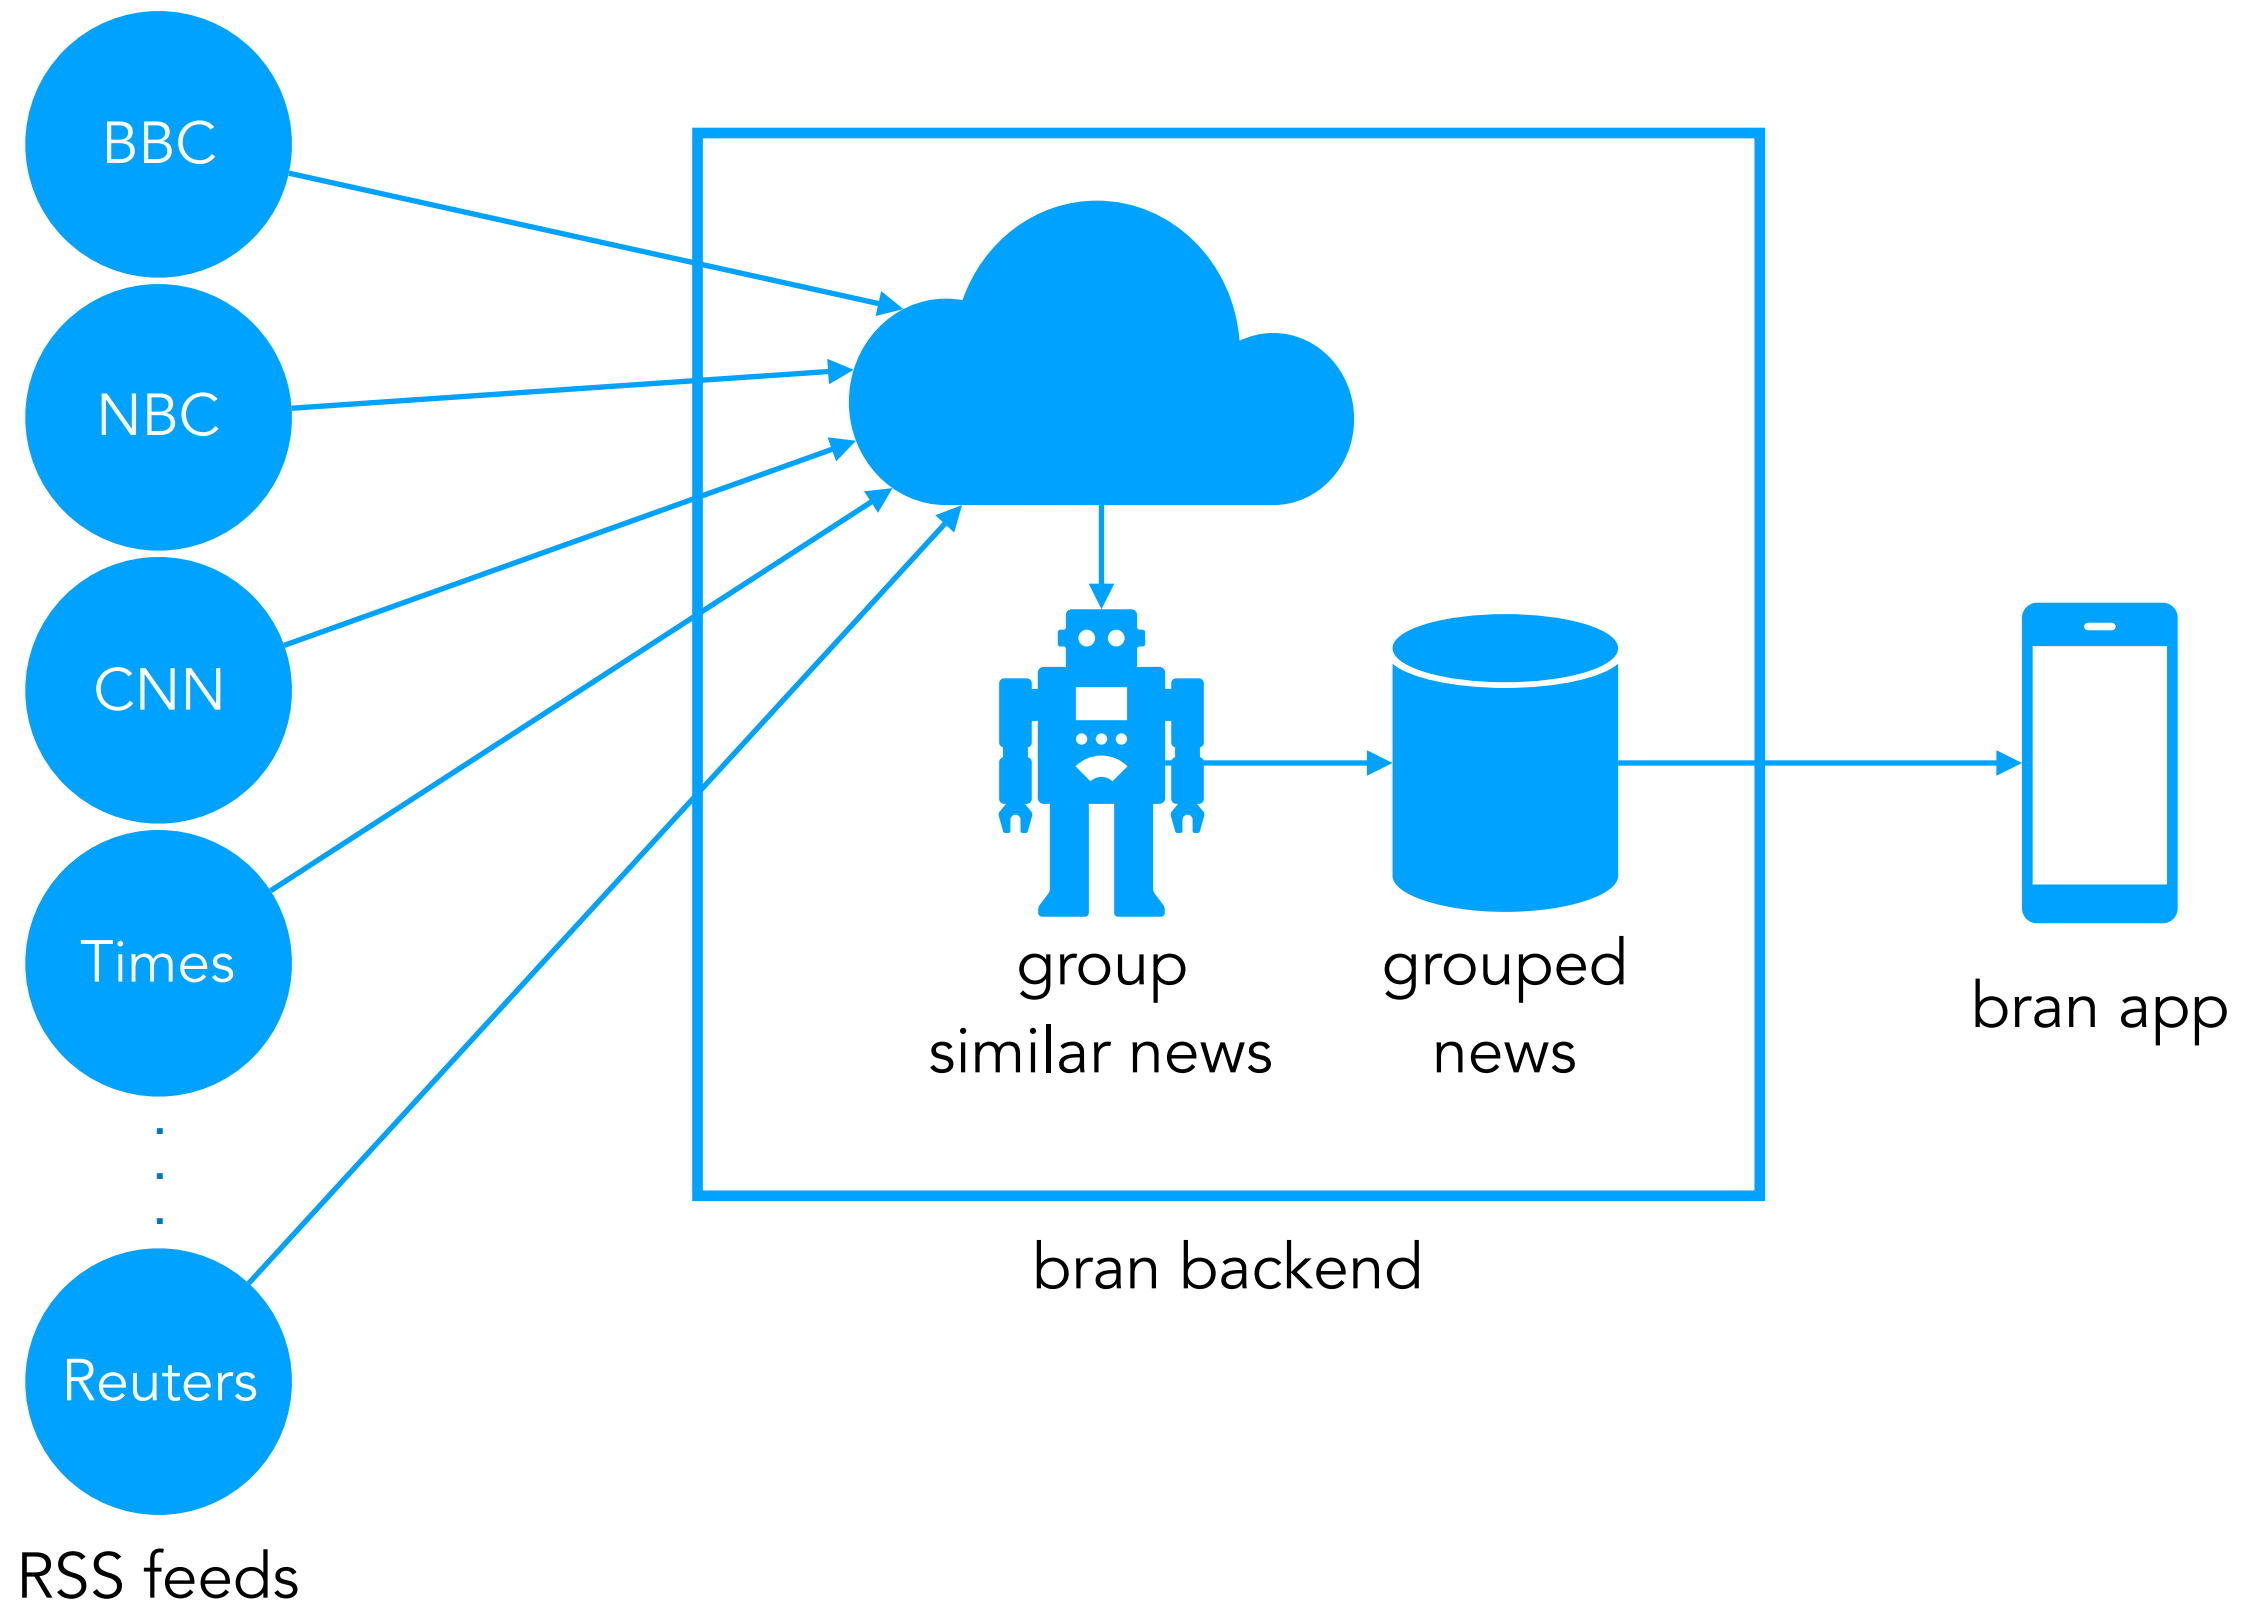 BBC
NBC
CNN
Times
Reuters
RSS feeds
group
similar news
grouped
news
bran backend
bran app